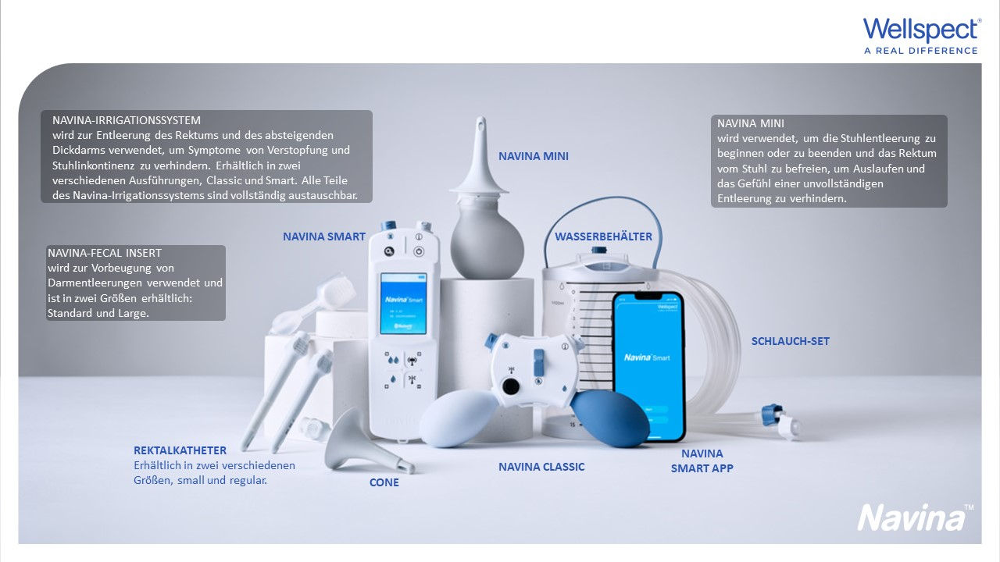 Wellspect®
A REAL DIFFERENCE
NAVINA-IRRIGATIONSSYSTEM
wird zur Entleerung des Rektums und des absteigenden
Dickdarms verwendet, um Symptome von Verstopfung und
Stuhlinkontinenz zu verhindern. Erhältlich in zwei
verschiedenen Ausführungen, Classic und Smart. Alle Teile
des Navina-Irrigationssystems sind vollständig austauschbar.
NAVINA MINI
wird verwendet, um die Stuhlentleerung zu
beginnen oder zu beenden und das Rektum
vom Stuhl zu befreien, um Auslaufen und
das Gefühl einer unvollständigen
Entleerung zu verhindern.
NAVINA MINI
NAVINA SMART
WASSERBEHÄLTER
NAVINA-FECAL INSERT
wird zur Vorbeugung von
Darmentleerungen verwendet und
ist in zwei Größen erhältlich:
Standard und Large.
Navina Smart
Bluetooth
Wellspect
Navina Smart
15
SCHLAUCH-SET
REKTALKATHETER
Erhältlich in zwei verschiedenen
Größen, small und regular.
CONE
NAVINA CLASSIC
NAVINA
SMART APP
Navina™